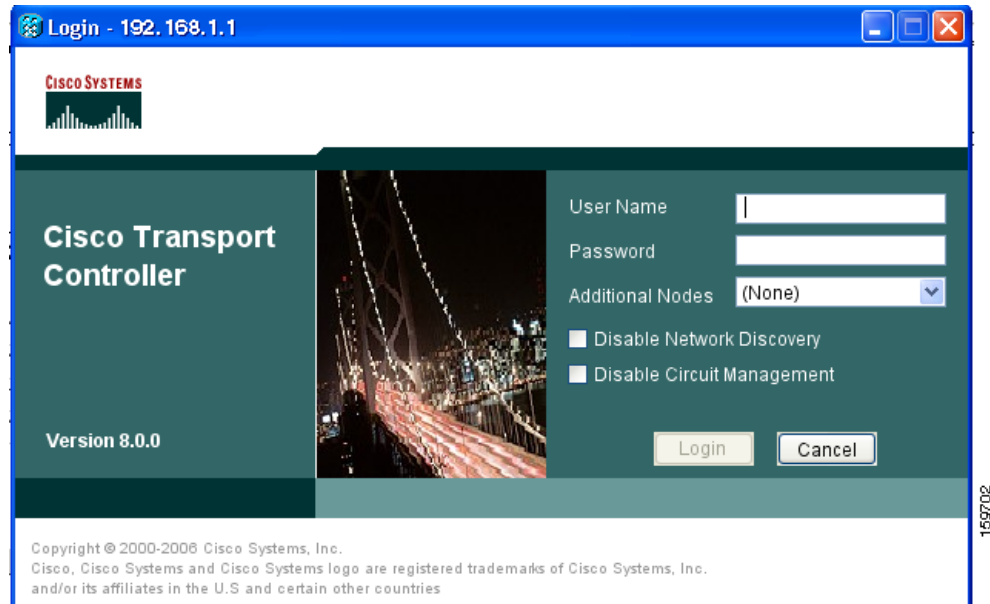 Login - 192.168.1.1
CISCO SYSTEMS
Cisco Transport
Controller
Version 8.0.0
User Name
Password
Additional Nodes (None)
Disable Network Discovery
Disable Circuit Management
Login Cancel
159702
Copyright © 2000-2006 Cisco Systems, Inc.
Cisco, Cisco Systems and Cisco Systems logo are registered trademarks of Cisco Systems, Inc.
and/or its affiliates in the U.S and certain other countries